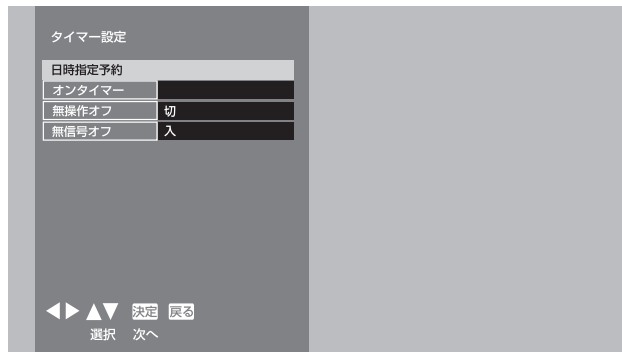 タイマー設定
日時指定予約
オンタイマー
無操作オフ 切
無信号オフ 入
◀▶ ▲▼ 決定 戻る
選択 次へ